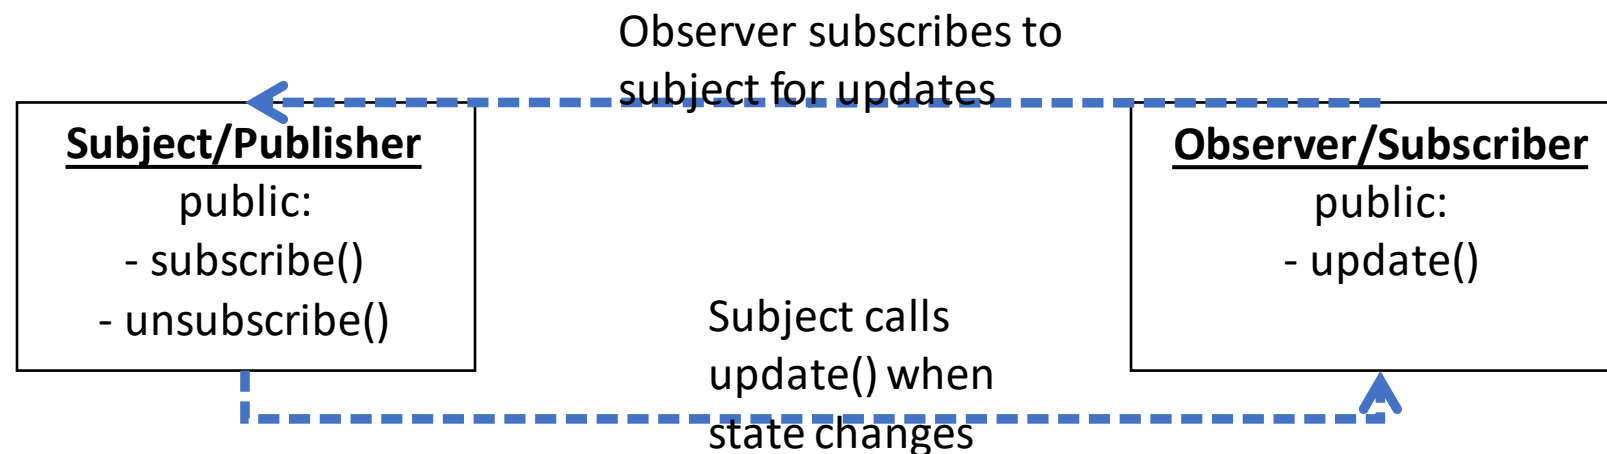 Observer subscribes to
subject for updates
Subject/Publisher
public:
- subscribe()
- unsubscribe()
Observer/Subscriber
public:
- update()
Subject calls
update() when
state changes